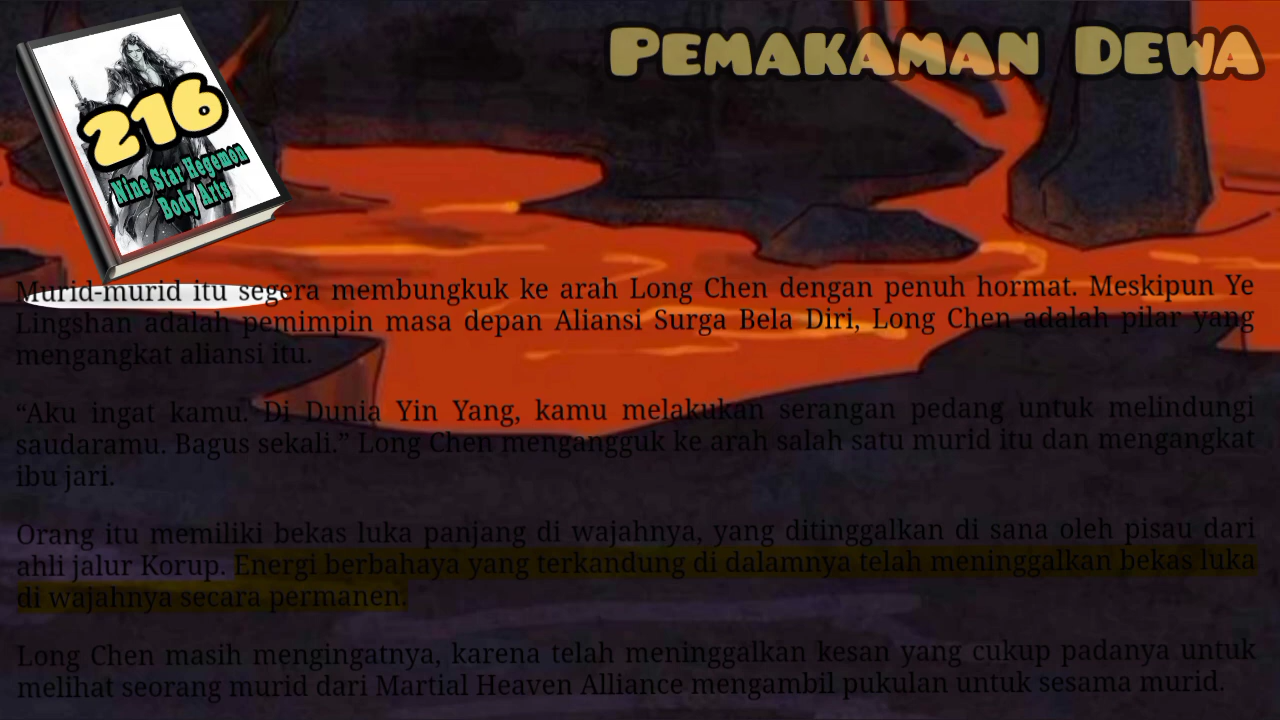 Pemakaman Dewa
216
Nine Star Hegemon
Body Arts
Murid-murid itu segera membungkuk ke arah Long Chen dengan penuh hormat. Meskipun Ye
Lingshan adalah pemimpin masa depan Aliansi Surga Bela Diri, Long Chen adalah pilar yang
mengangkat aliansi itu.
“Aku ingat kamu. Di Dunia Yin Yang, kamu melakukan serangan pedang untuk melindungi
saudaramu. Bagus sekali.” Long Chen mengangguk ke arah salah satu murid itu dan mengangkat
ibu jari.
Orang itu memiliki bekas luka panjang di wajahnya, yang ditinggalkan di sana oleh pisau dari
ahli jalur Korup. Energi berbahaya yang terkandung di dalamnya telah meninggalkan bekas luka
di wajahnya secara permanen.
Long Chen masih mengingatnya, karena telah meninggalkan kesan yang cukup padanya untuk
melihat seorang murid dari Martial Heaven Alliance mengambil pukulan untuk sesama murid.